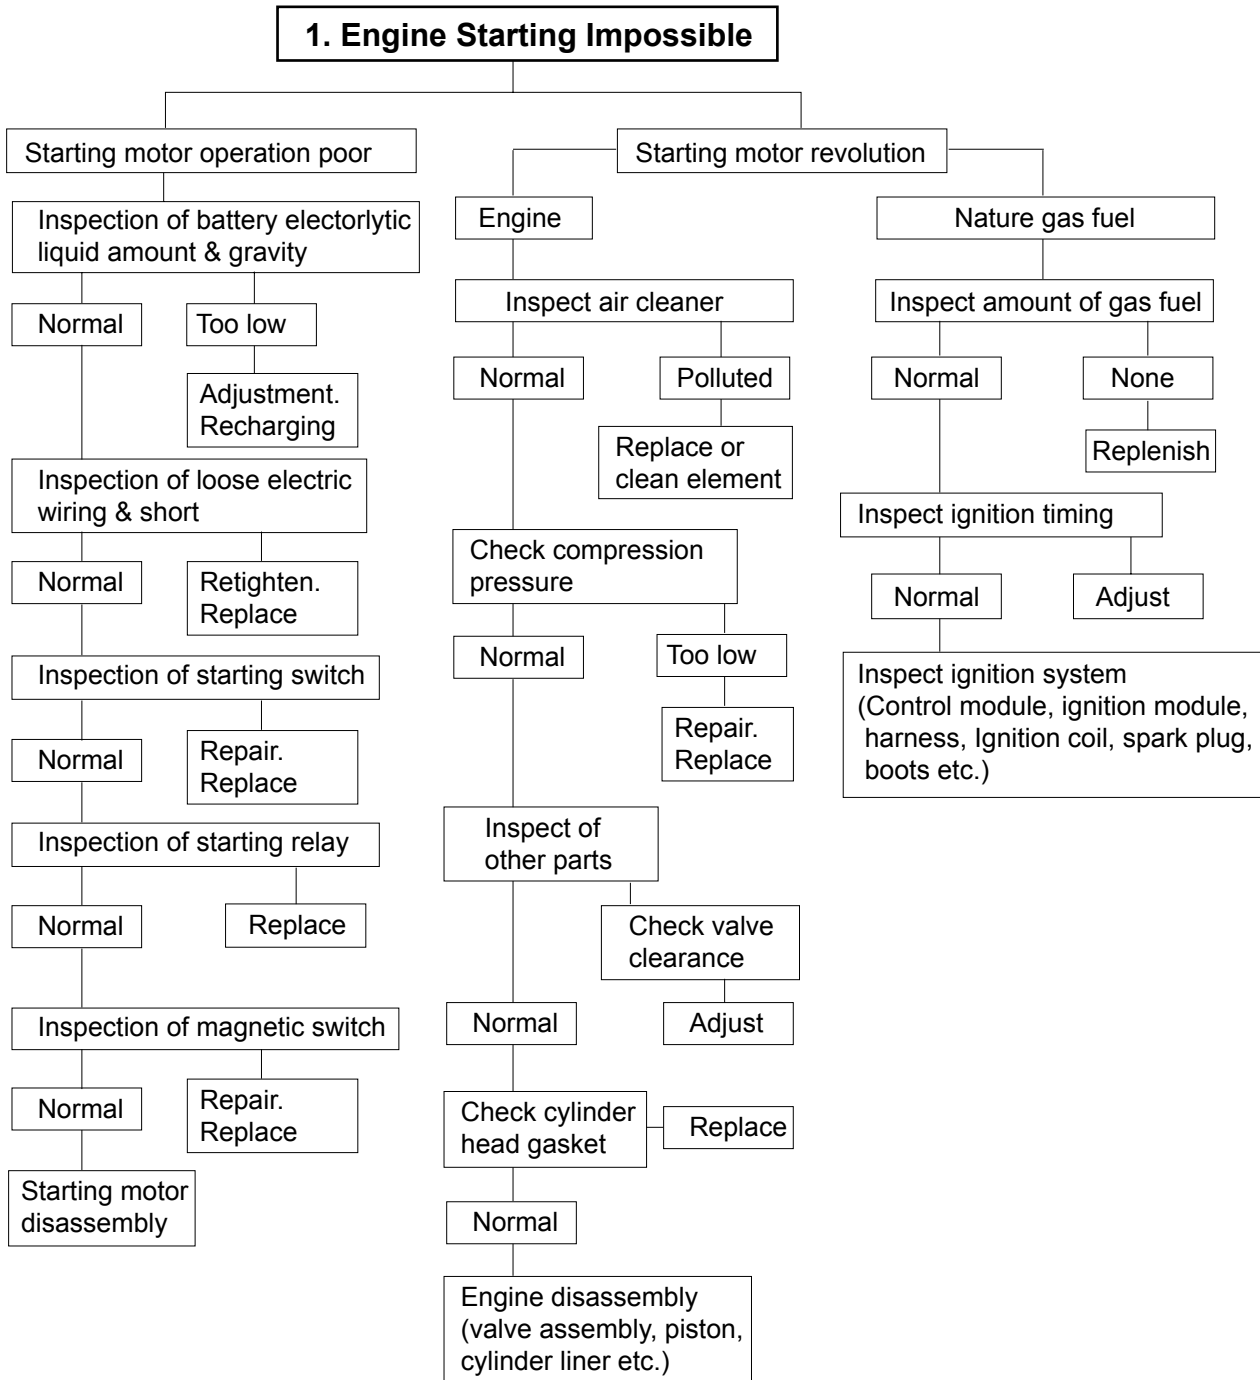 1. Engine Starting Impossible
Starting motor operation poor
Inspection of battery electorlytic
liquid amount & gravity
Normal
Too low
Adjustment.
Recharging
Inspection of loose electric
wiring & short
Normal
Retighten.
Replace
Inspection of starting switch
Normal
Repair.
Replace
Inspection of starting relay
Normal
Replace
Inspection of magnetic switch
Normal
Repair.
Replace
Starting motor
disassembly
Starting motor revolution
Engine
Inspect air cleaner
Normal
Polluted
Replace or
clean element
Check compression
pressure
Normal
Too low
Repair.
Replace
Inspect of
other parts
Check valve
clearance
Normal
Adjust
Check cylinder
head gasket
Replace
Normal
Engine disassembly
(valve assembly, piston,
cylinder liner etc.)
Nature gas fuel
Inspect amount of gas fuel
Normal
None
Replenish
Inspect ignition timing
Normal
Adjust
Inspect ignition system
(Control module, ignition module,
harness, Ignition coil, spark plug,
boots etc.)